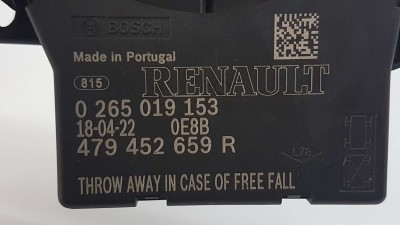 BOSCH
Made in Portugal
815
RENAULT
0 265 019 153
18-04-22 0E8B
479 452 659 R
L7a
THROW AWAY IN CASE OF FREE FALL